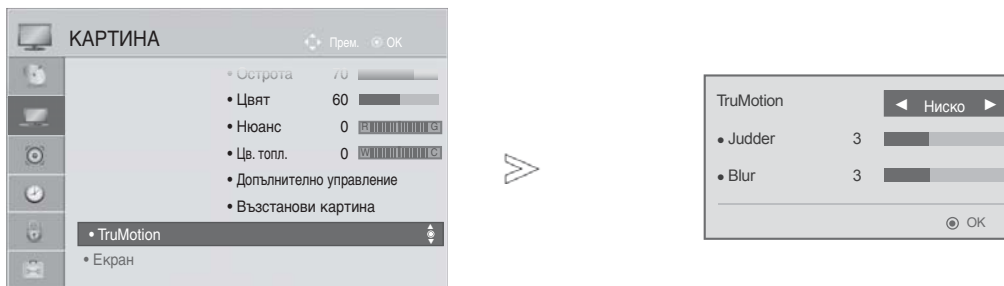 КАРТИНА Прем. OK
• Острота 70
• Цвят 60
• Нюанс 0 R G
• Цв. топл. 0 W C
• Допълнително управление
• Възстанови картина
• TruMotion
• Екран
TruMotion ◄ Ниско ►
• Judder 3
• Blur 3
OK